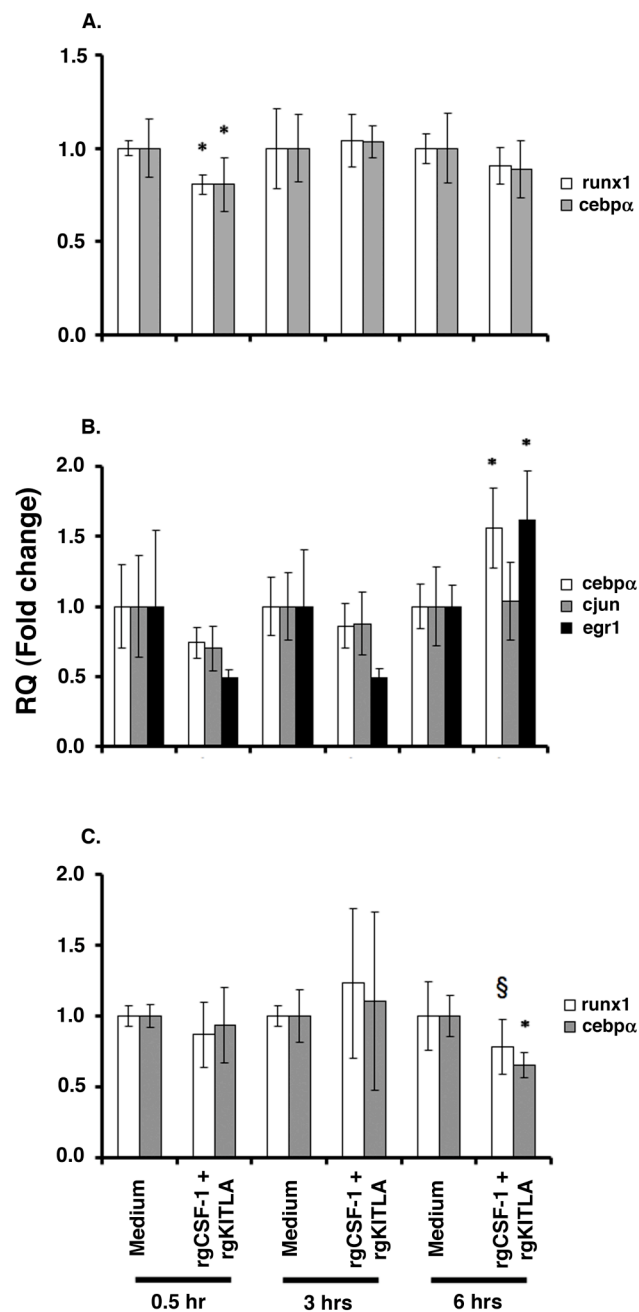 A.
1.5
1.0
0.5
0.0
* *
runx1
cebpα
B.
RQ (Fold change)
2.0
1.5
1.0
0.5
0.0
* *
cebpα
cjun
egr1
C.
2.0
1.5
1.0
0.5
0.0
§ *
runx1
cebpα
Medium
rgCSF-1 +
rgKITLA
Medium
rgCSF-1 +
rgKITLA
Medium
rgCSF-1 +
rgKITLA
0.5 hr
3 hrs
6 hrs